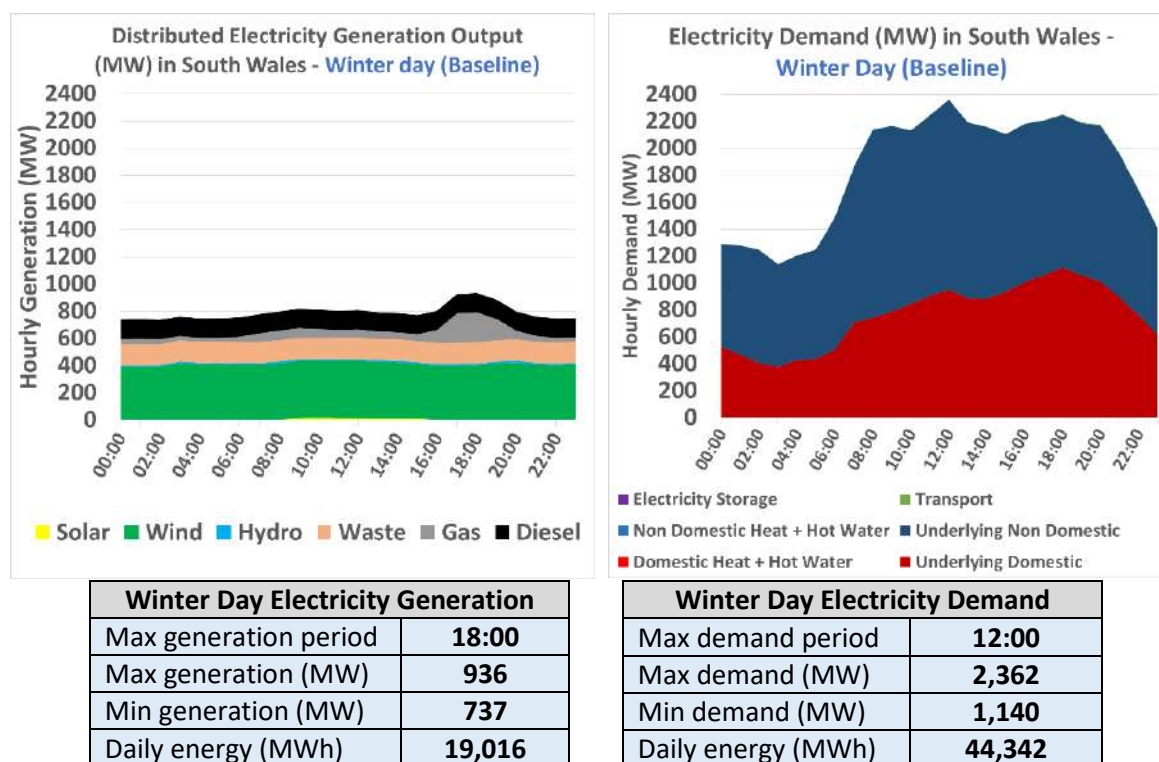 Distributed Electricity Generation Output
(MW) in South Wales - Winter day (Baseline)
Hourly Generation (MW)
2400
2200
2000
1800
1600
1400
1200
1000
800
600
400
200
0
00:00
02:00
04:00
06:00
08:00
10:00
12:00
14:00
16:00
18:00
20:00
22:00
Solar Wind Hydro Waste Gas Diesel
Electricity Demand (MW) in South Wales -
Winter Day (Baseline)
Hourly Demand (MW)
2400
2200
2000
1800
1600
1400
1200
1000
800
600
400
200
0
00:00
02:00
04:00
06:00
08:00
10:00
12:00
14:00
16:00
18:00
20:00
22:00
Electricity Storage Transport
Non Domestic Heat + Hot Water Underlying Non Domestic
Domestic Heat + Hot Water Underlying Domestic
Winter Day Electricity Generation
Max generation period 18:00
Max generation (MW) 936
Min generation (MW) 737
Daily energy (MWh) 19,016
Winter Day Electricity Demand
Max demand period 12:00
Max demand (MW) 2,362
Min demand (MW) 1,140
Daily energy (MWh) 44,342